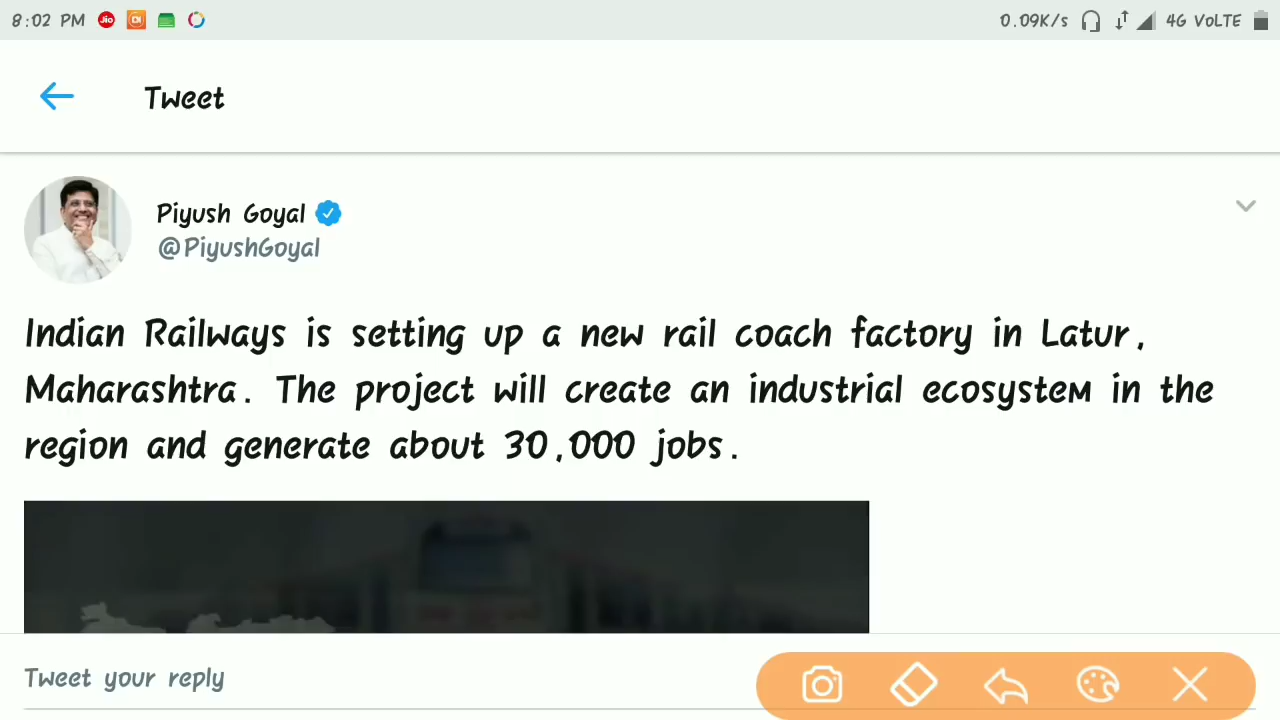 8:02 PM Jio 0.09K/s 4G VoLTE
Tweet
Piyush Goyal
@PiyushGoyal
Indian Railways is setting up a new rail coach factory in Latur,
Maharashtra. The project will create an industrial ecosystem in the
region and generate about 30,000 jobs.
Tweet your reply